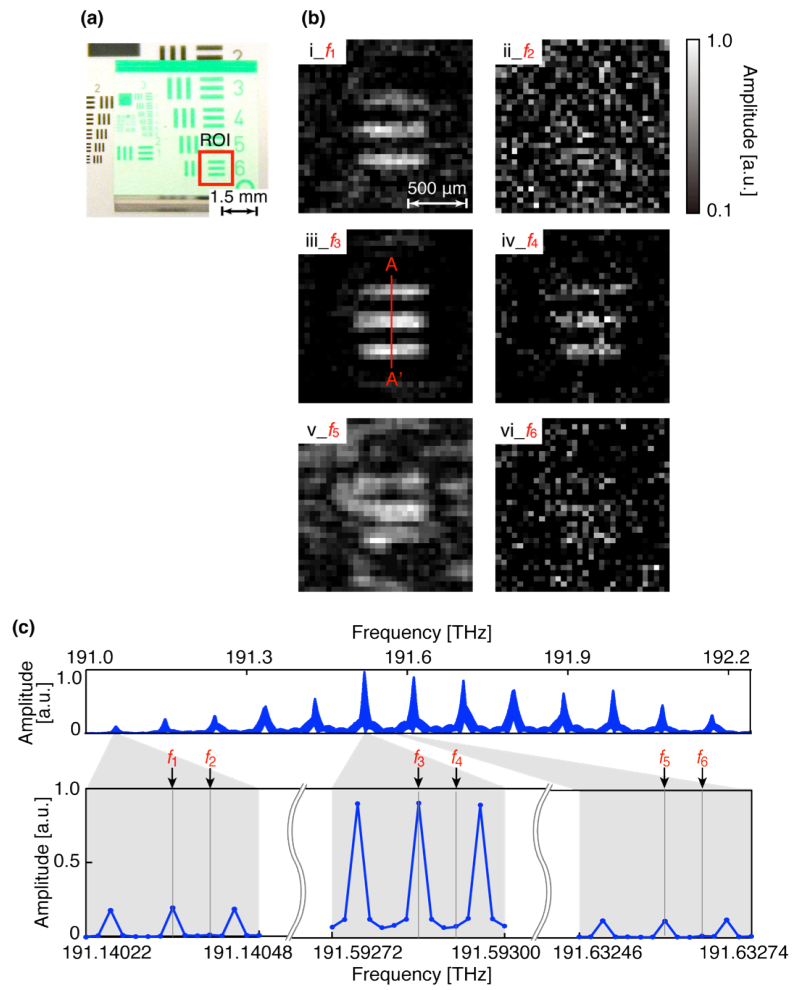 (a)
2
3
4
5
6
2
3
ROI
1.5 mm
(b)
i_f1
500 µm
ii_f2
1.0
Amplitude [a.u.]
0.1
iii_f3
A
A'
iv_f4
v_f5
vi_f6
(c)
Frequency [THz]
191.0 191.3 191.6 191.9 192.2
Amplitude
[a.u.]
1.0
0
f1 f2 f3 f4 f5 f6
Amplitude [a.u.]
1.0
0.5
0
191.14022 191.14048 191.59272 191.59300 191.63246 191.63274
Frequency [THz]